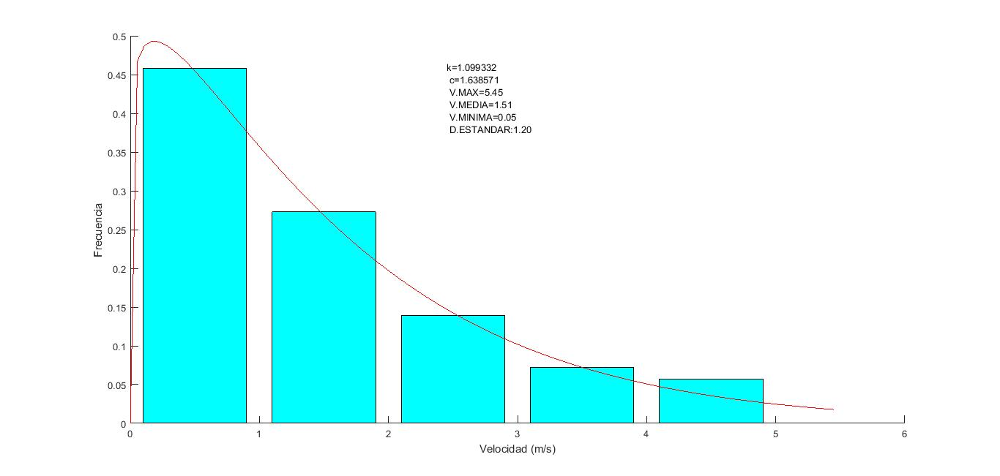 0.5
0.45
0.4
0.35
0.3
0.25
0.2
0.15
0.1
0.05
0
Frecuencia
k=1.099332
c=1.638571
V.MAX=5.45
V.MEDIA=1.51
V.MINIMA=0.05
D.ESTANDAR:1.20
0 1 2 3 4 5 6
Velocidad (m/s)